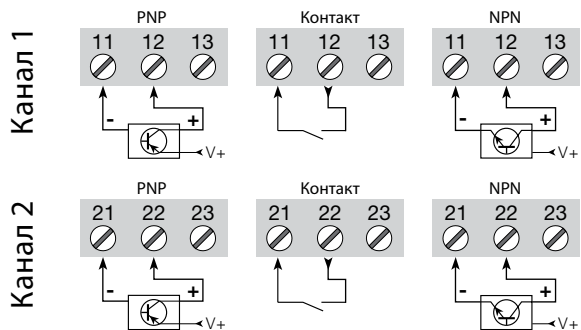 Канал 1
PNP
Контакт
NPN
11 12 13
11 12 13
11 12 13
- +
V+
- +
V+
Канал 2
PNP
Контакт
NPN
21 22 23
21 22 23
21 22 23
- +
V+
- +
V+